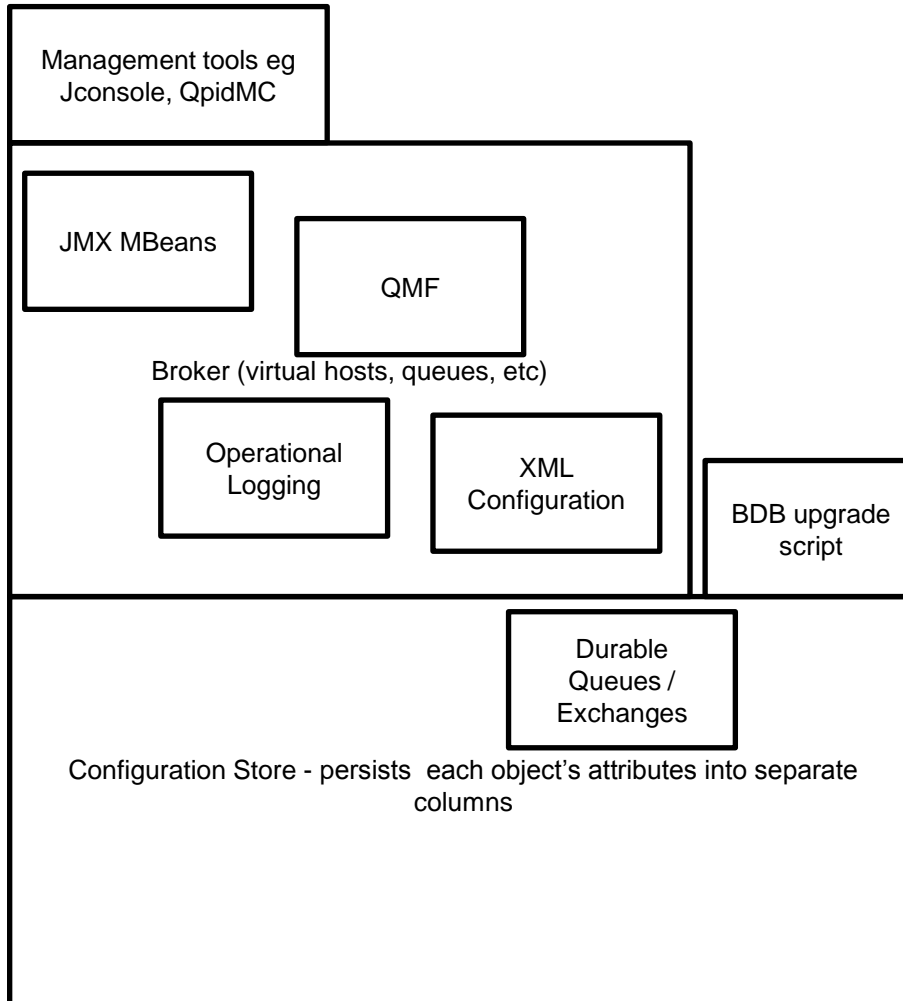 Management tools eg
Jconsole, QpidMC
JMX MBeans
QMF
Broker (virtual hosts, queues, etc)
Operational
Logging
XML
Configuration
BDB upgrade
script
Durable
Queues /
Exchanges
Configuration Store - persists  each object’s attributes into separate
columns